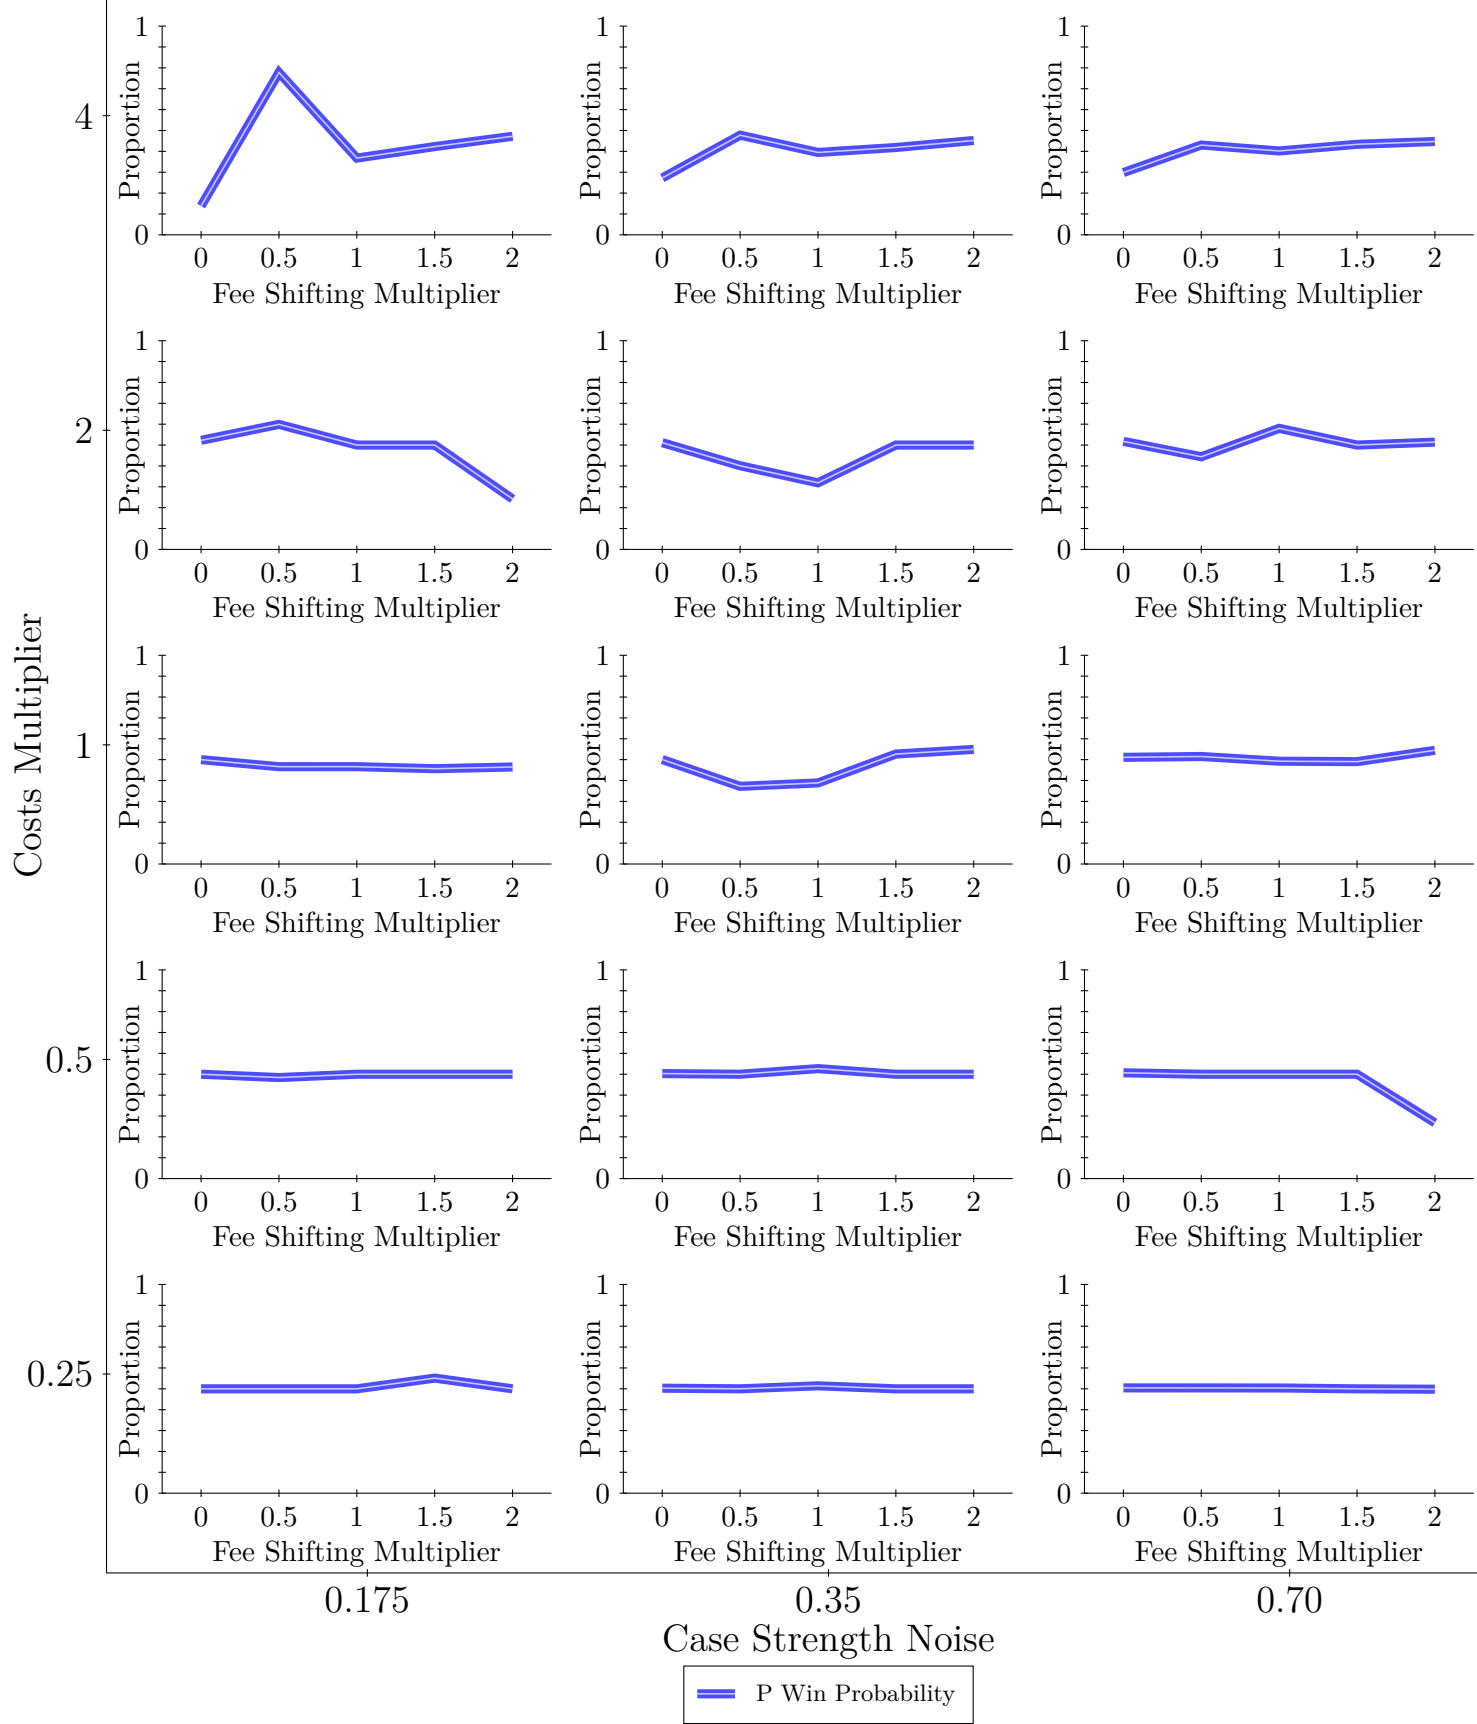 Costs Multiplier
4
1
Proportion
0
0 0.5 1 1.5 2
Fee Shifting Multiplier
1
Proportion
0
0 0.5 1 1.5 2
Fee Shifting Multiplier
1
Proportion
0
0 0.5 1 1.5 2
Fee Shifting Multiplier
2
1
Proportion
0
0 0.5 1 1.5 2
Fee Shifting Multiplier
1
Proportion
0
0 0.5 1 1.5 2
Fee Shifting Multiplier
1
Proportion
0
0 0.5 1 1.5 2
Fee Shifting Multiplier
1
1
Proportion
0
0 0.5 1 1.5 2
Fee Shifting Multiplier
1
Proportion
0
0 0.5 1 1.5 2
Fee Shifting Multiplier
1
Proportion
0
0 0.5 1 1.5 2
Fee Shifting Multiplier
0.5
1
Proportion
0
0 0.5 1 1.5 2
Fee Shifting Multiplier
1
Proportion
0
0 0.5 1 1.5 2
Fee Shifting Multiplier
1
Proportion
0
0 0.5 1 1.5 2
Fee Shifting Multiplier
0.25
1
Proportion
0
0 0.5 1 1.5 2
Fee Shifting Multiplier
1
Proportion
0
0 0.5 1 1.5 2
Fee Shifting Multiplier
1
Proportion
0
0 0.5 1 1.5 2
Fee Shifting Multiplier
0.175 0.35 0.70
Case Strength Noise
P Win Probability